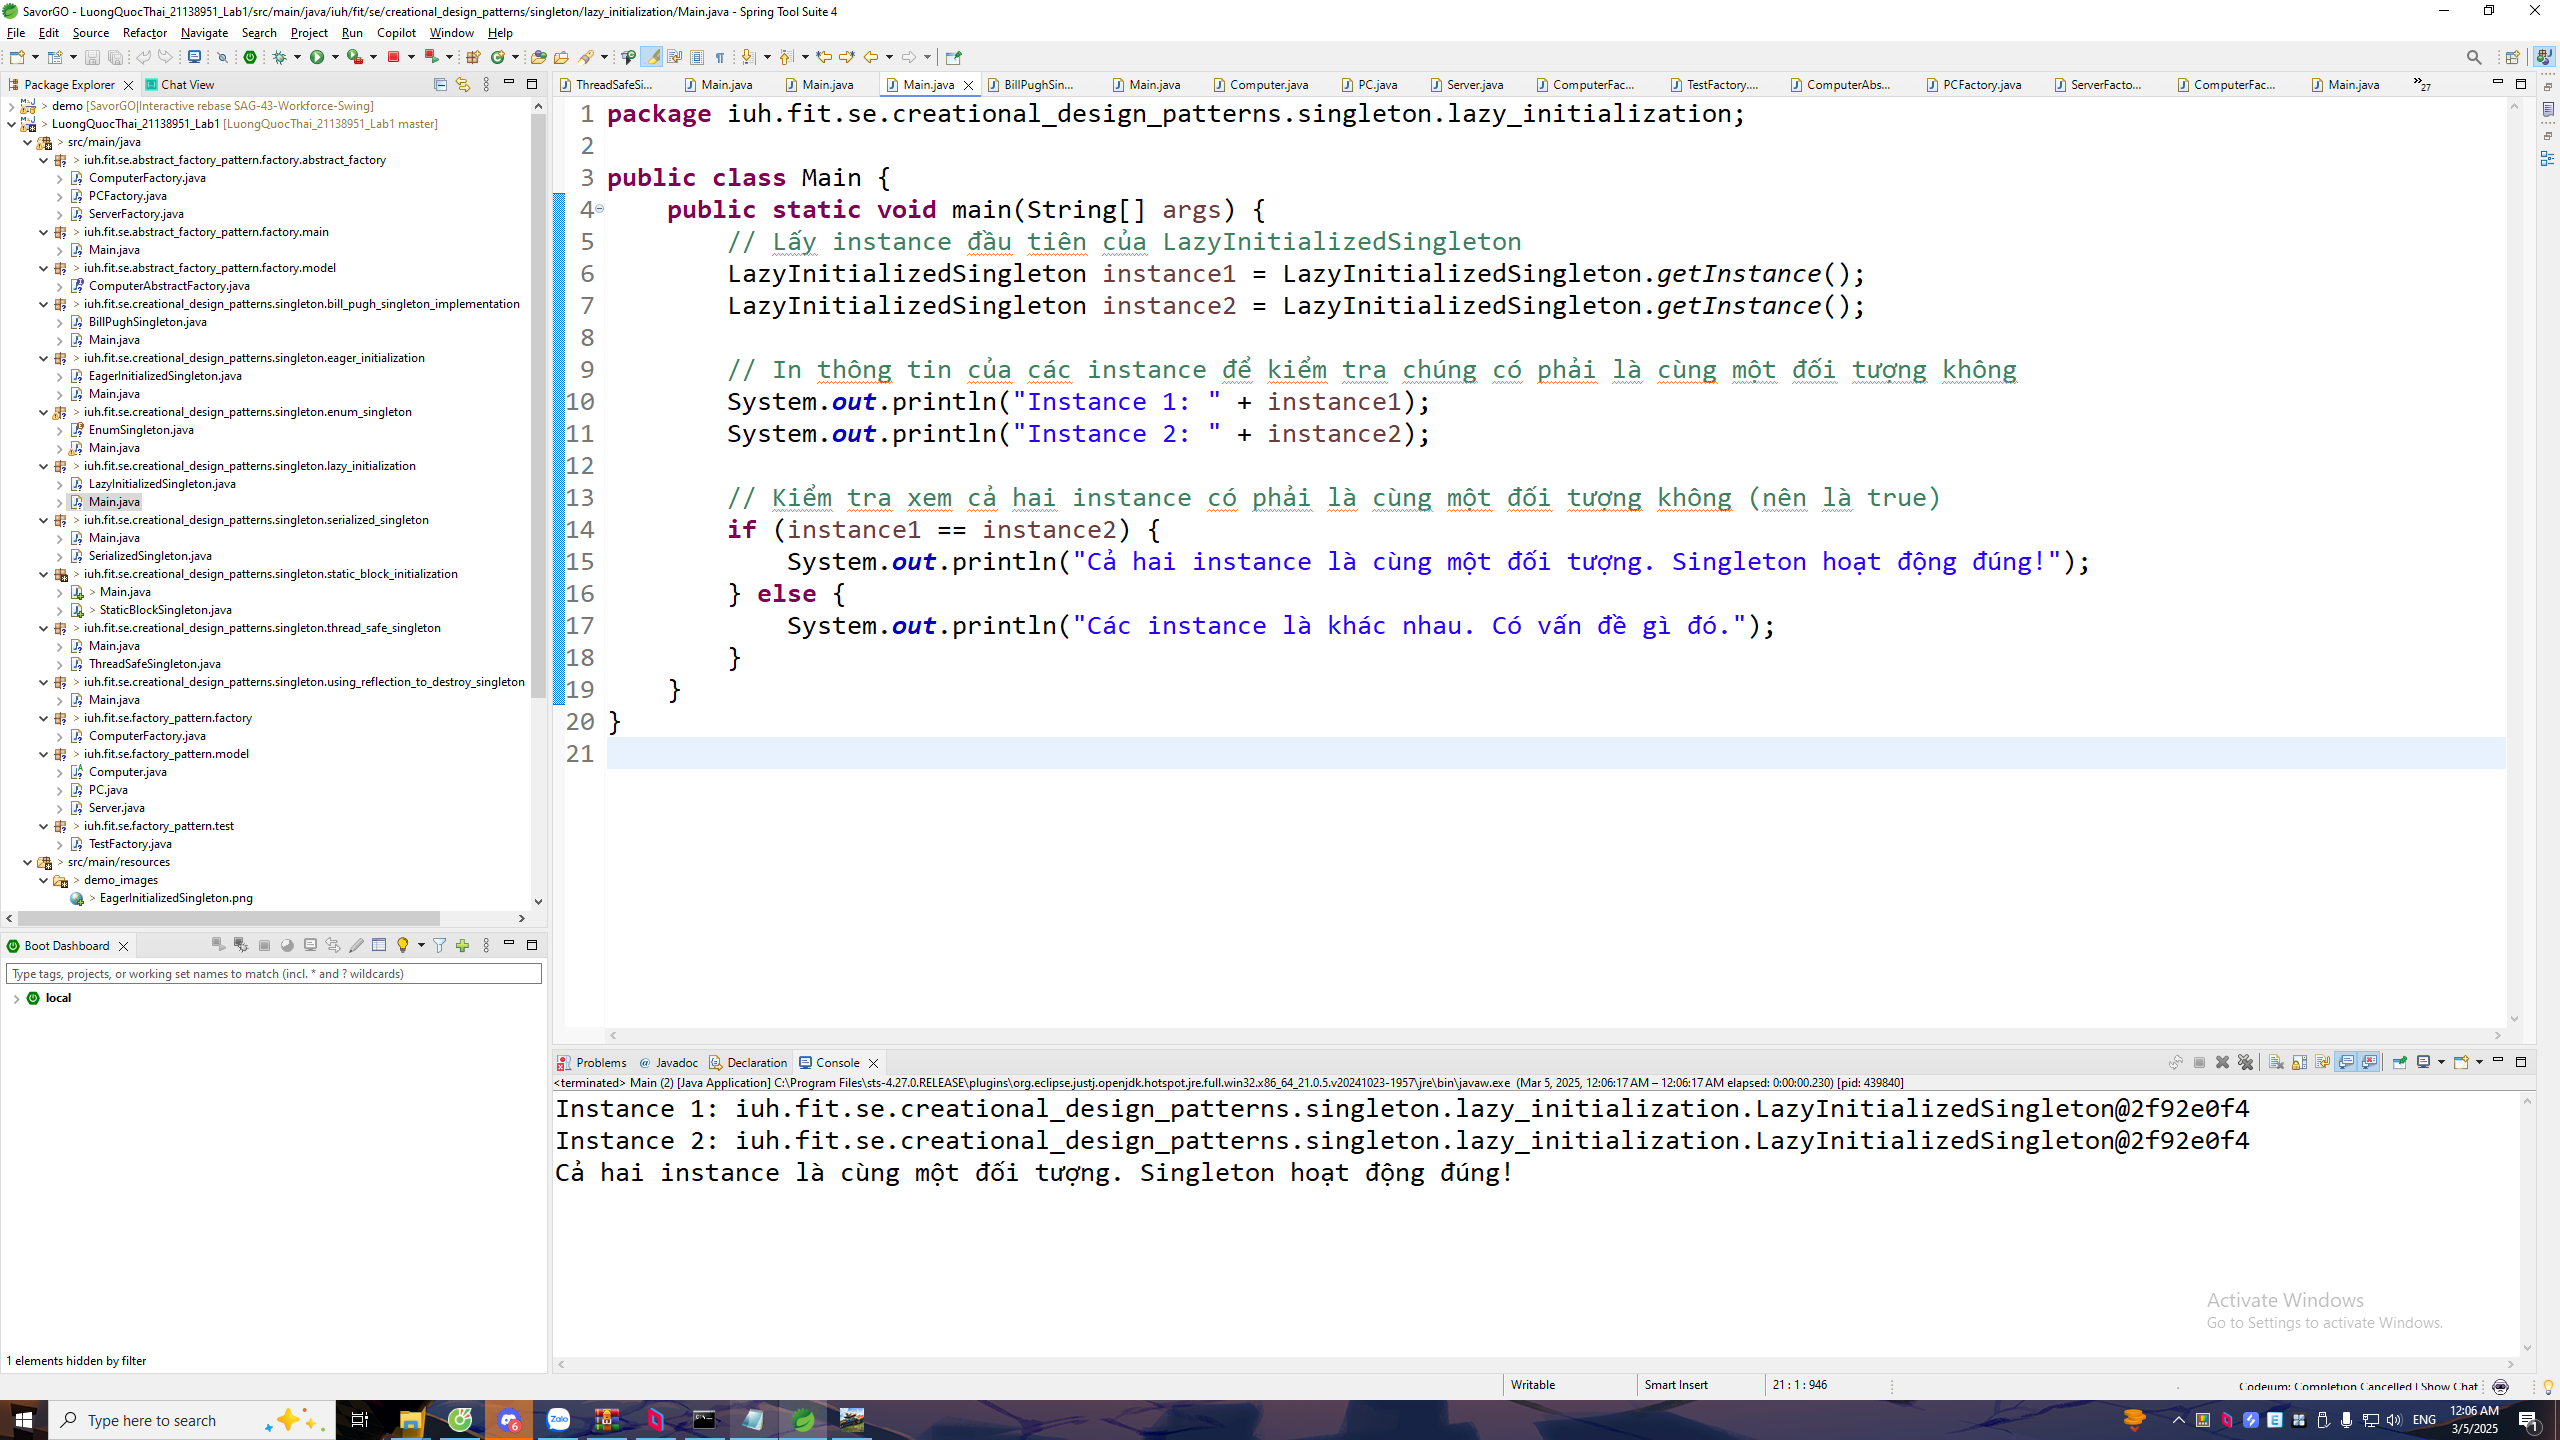 SavorGO - LuongQuocThai_21138951_Lab1/src/main/java/iuh/fit/se/creational_design_patterns/singleton/lazy_initialization/Main.java - Spring Tool Suite 4
File Edit Source Refactor Navigate Search Project Run Copilot Window Help
Package Explorer Chat View
demo [SavorGO|Interactive rebase SAG-43-Workforce-Swing]
LuongQuocThai_21138951_Lab1 [LuongQuocThai_21138951_Lab1 master]
src/main/java
iuh.fit.se.abstract_factory_pattern.factory.abstract_factory
ComputerFactory.java
PCFactory.java
ServerFactory.java
iuh.fit.se.abstract_factory_pattern.factory.main
Main.java
iuh.fit.se.abstract_factory_pattern.factory.model
ComputerAbstractFactory.java
iuh.fit.se.creational_design_patterns.singleton.bill_pugh_singleton_implementation
BillPughSingleton.java
Main.java
iuh.fit.se.creational_design_patterns.singleton.eager_initialization
EagerInitializedSingleton.java
Main.java
iuh.fit.se.creational_design_patterns.singleton.enum_singleton
EnumSingleton.java
Main.java
iuh.fit.se.creational_design_patterns.singleton.lazy_initialization
LazyInitializedSingleton.java
Main.java
iuh.fit.se.creational_design_patterns.singleton.serialized_singleton
Main.java
SerializedSingleton.java
iuh.fit.se.creational_design_patterns.singleton.static_block_initialization
Main.java
StaticBlockSingleton.java
iuh.fit.se.creational_design_patterns.singleton.thread_safe_singleton
Main.java
ThreadSafeSingleton.java
iuh.fit.se.creational_design_patterns.singleton.using_reflection_to_destroy_singleton
Main.java
iuh.fit.se.factory_pattern.factory
ComputerFactory.java
iuh.fit.se.factory_pattern.model
Computer.java
PC.java
Server.java
iuh.fit.se.factory_pattern.test
TestFactory.java
src/main/resources
demo_images
EagerInitializedSingleton.png
Boot Dashboard
Type tags, projects, or working set names to match (incl. * and ? wildcards)
local
1 elements hidden by filter
ThreadSafeSi... Main.java Main.java Main.java BillPughSin... Main.java Computer.java PC.java Server.java ComputerFac... TestFactory.... ComputerAbs... PCFactory.java ServerFacto... ComputerFac... Main.java »27
1 package iuh.fit.se.creational_design_patterns.singleton.lazy_initialization;
2
3 public class Main {
4     public static void main(String[] args) {
5         // Lấy instance đầu tiên của LazyInitializedSingleton
6         LazyInitializedSingleton instance1 = LazyInitializedSingleton.getInstance();
7         LazyInitializedSingleton instance2 = LazyInitializedSingleton.getInstance();
8
9         // In thông tin của các instance để kiểm tra chúng có phải là cùng một đối tượng không
10         System.out.println("Instance 1: " + instance1);
11         System.out.println("Instance 2: " + instance2);
12
13         // Kiểm tra xem cả hai instance có phải là cùng một đối tượng không (nên là true)
14         if (instance1 == instance2) {
15             System.out.println("Cả hai instance là cùng một đối tượng. Singleton hoạt động đúng!");
16         } else {
17             System.out.println("Các instance là khác nhau. Có vấn đề gì đó.");
18         }
19     }
20 }
21
Problems @ Javadoc Declaration Console
<terminated> Main (2) [Java Application] C:\Program Files\sts-4.27.0.RELEASE\plugins\org.eclipse.justj.openjdk.hotspot.jre.full.win32.x86_64_21.0.5.v20241023-1957\jre\bin\javaw.exe (Mar 5, 2025, 12:06:17 AM – 12:06:17 AM elapsed: 0:00:00.230) [pid: 439840]
Instance 1: iuh.fit.se.creational_design_patterns.singleton.lazy_initialization.LazyInitializedSingleton@2f92e0f4
Instance 2: iuh.fit.se.creational_design_patterns.singleton.lazy_initialization.LazyInitializedSingleton@2f92e0f4
Cả hai instance là cùng một đối tượng. Singleton hoạt động đúng!
Activate Windows
Go to Settings to activate Windows.
Writable Smart Insert 21 : 1 : 946 Codeium: Completion Cancelled | Show Chat
Type here to search
Zalo
6
ENG
12:06 AM
3/5/2025
1